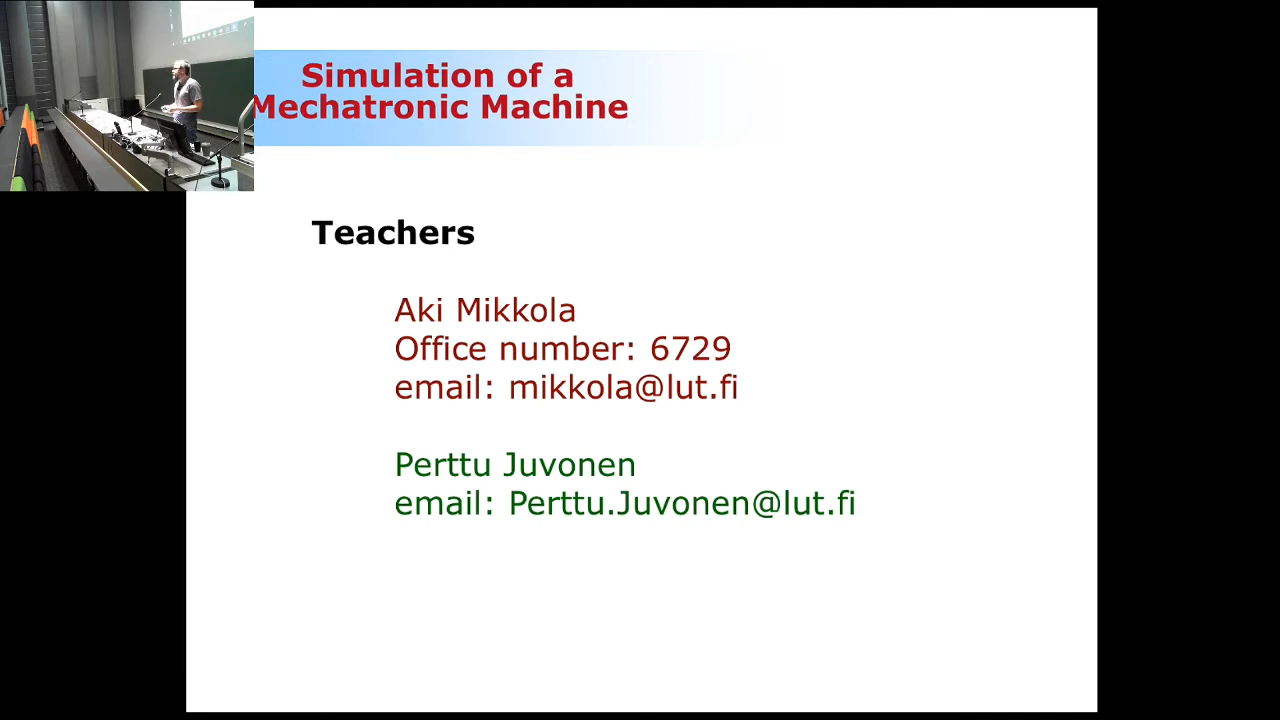 Simulation of a
Mechatronic Machine
Teachers
Aki Mikkola
Office number: 6729
email: mikkola@lut.fi
Perttu Juvonen
email: Perttu.Juvonen@lut.fi